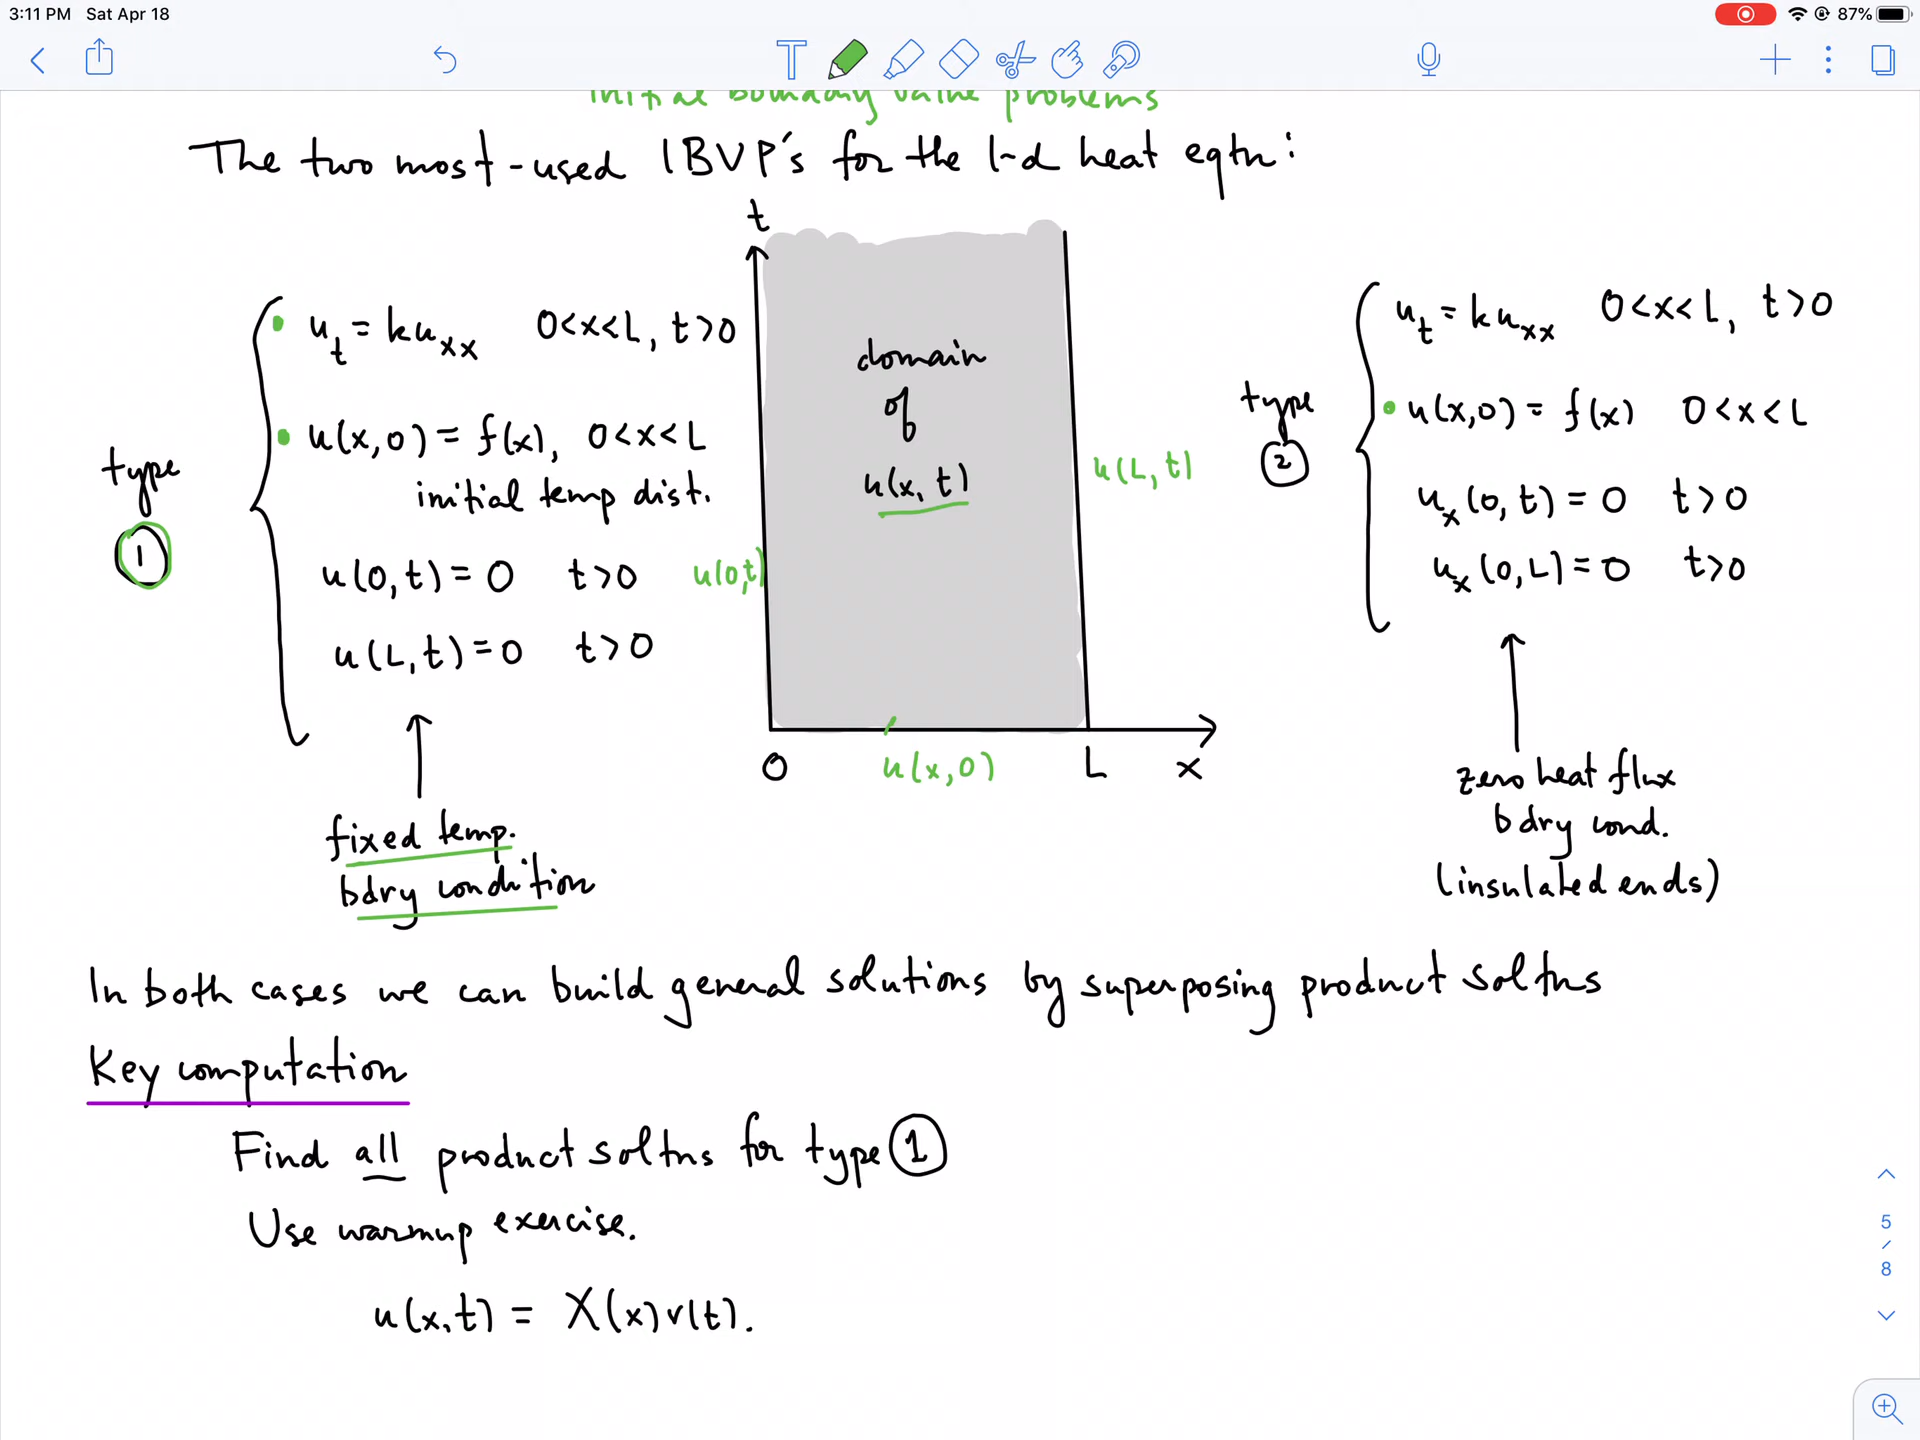 3:11 PM Sat Apr 18
87%
initial boundary value problems
The two most-used IBVP's for the 1-d heat eqtn:
t
type
①
u_t = ku_xx 0<x<L, t>0
u(x,0) = f(x), 0<x<L
initial temp dist.
u(0,t) = 0 t>0
u(L,t) = 0 t>0
fixed temp.
bdry condition
domain
of
u(x,t)
u(0,t)
u(L,t)
u(x,0)
0 L x
type
②
u_t = ku_xx 0<x<L, t>0
u(x,0) = f(x) 0<x<L
u_x(0,t) = 0 t>0
u_x(0,L) = 0 t>0
zero heat flux
bdry cond.
(insulated ends)
In both cases we can build general solutions by superposing product soltns
Key computation
Find all product soltns for type ①
Use warmup exercise.
u(x,t) = X(x)v(t).
5
/
8